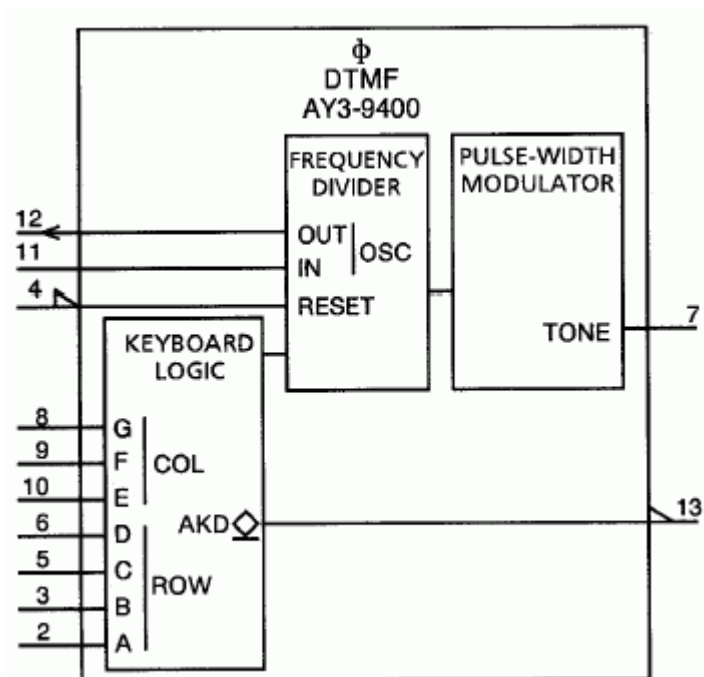 ϕ
DTMF
AY3-9400
FREQUENCY
DIVIDER
PULSE-WIDTH
MODULATOR
12
OUT
11
IN
OSC
4
RESET
7
TONE
KEYBOARD
LOGIC
8
G
9
F
COL
10
E
6
D
AKD
13
5
C
ROW
3
B
2
A